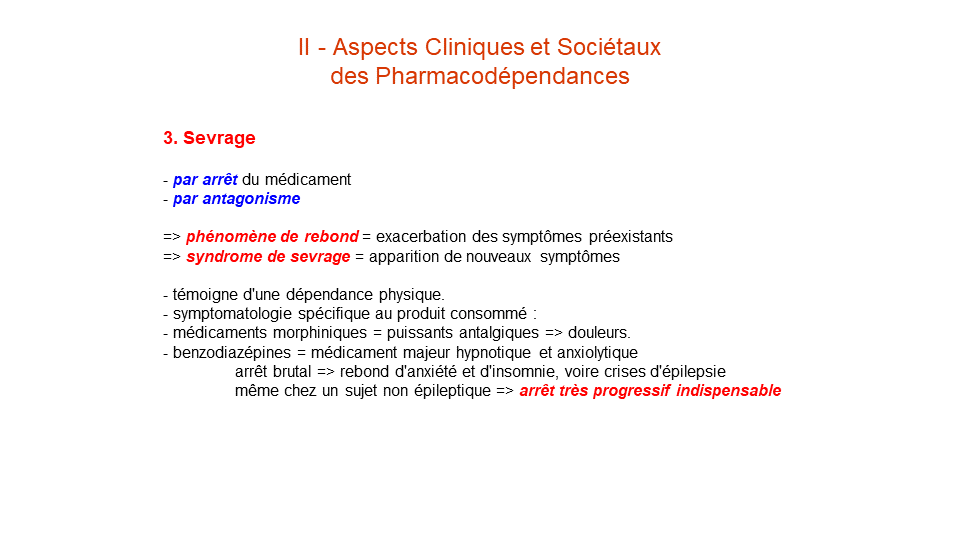 II - Aspects Cliniques et Sociétaux
des Pharmacodépendances
3. Sevrage
- par arrêt du médicament
- par antagonisme
=> phénomène de rebond = exacerbation des symptômes préexistants
=> syndrome de sevrage = apparition de nouveaux symptômes
- témoigne d'une dépendance physique.
- symptomatologie spécifique au produit consommé :
- médicaments morphiniques = puissants antalgiques => douleurs.
- benzodiazépines = médicament majeur hypnotique et anxiolytique
arrêt brutal => rebond d'anxiété et d'insomnie, voire crises d'épilepsie
même chez un sujet non épileptique => arrêt très progressif indispensable